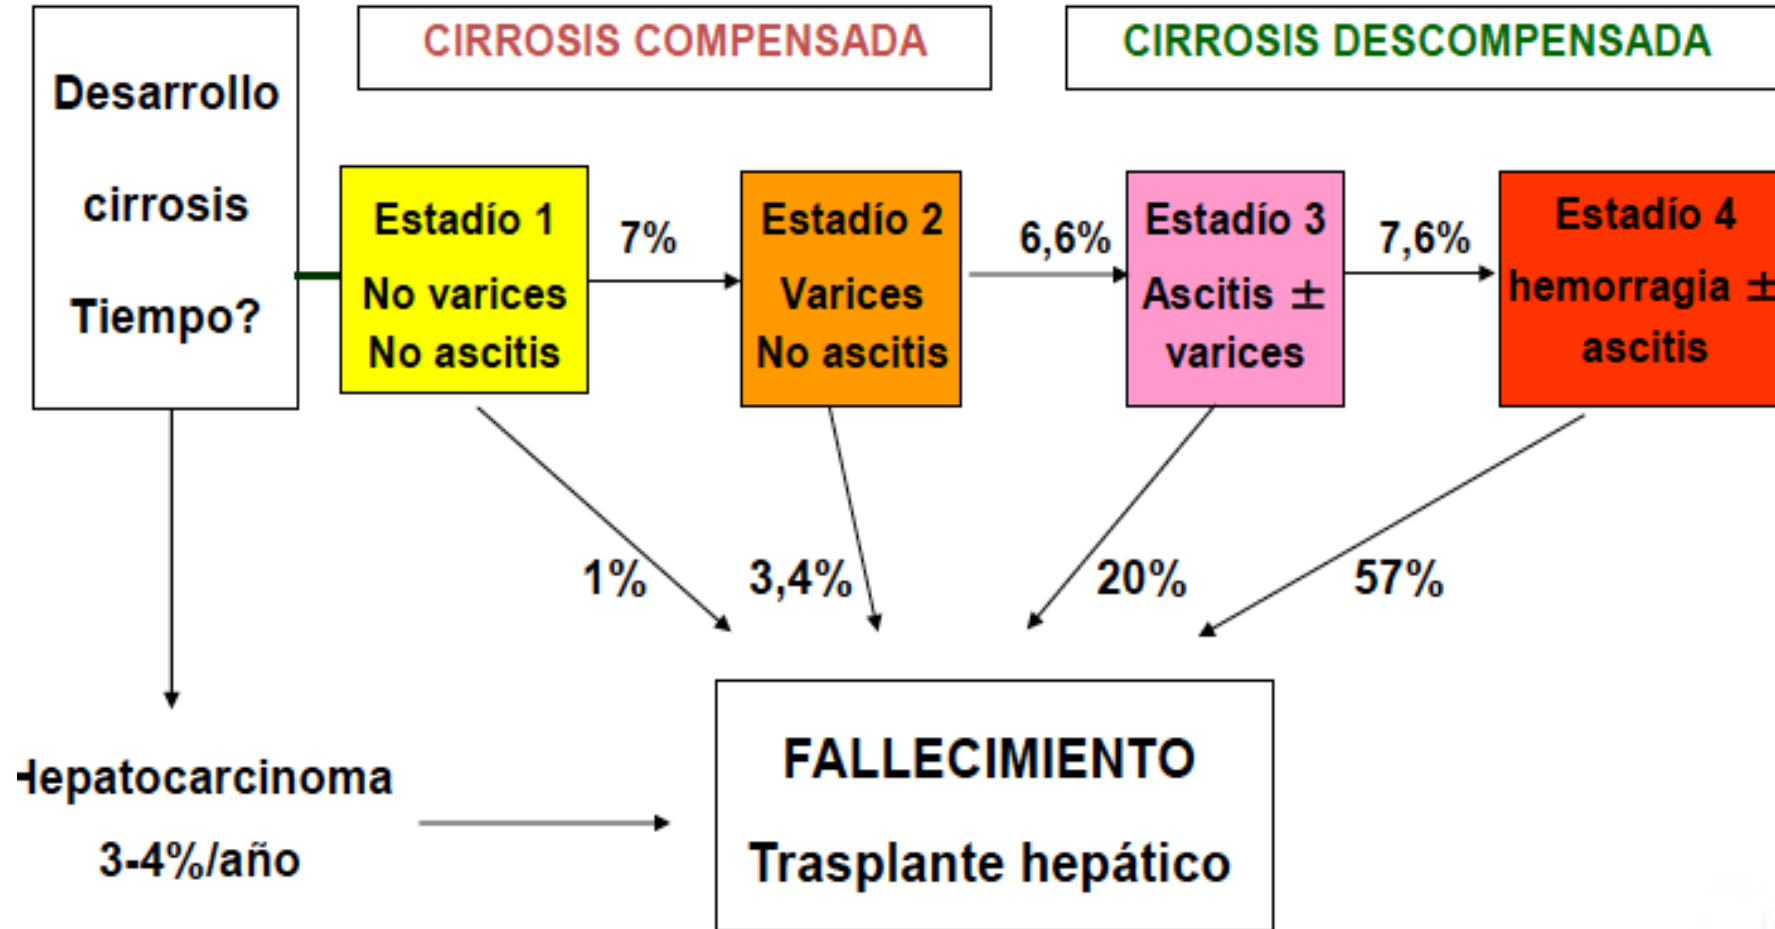 CIRROSIS COMPENSADA
CIRROSIS DESCOMPENSADA
Desarrollo
cirrosis
Tiempo?
Estadío 1
No varices
No ascitis
7%
Estadío 2
Varices
No ascitis
6,6%
Estadío 3
Ascitis ±
varices
7,6%
Estadío 4
hemorragia ±
ascitis
1%
3,4%
20%
57%
Hepatocarcinoma
3-4%/año
FALLECIMIENTO
Trasplante hepático